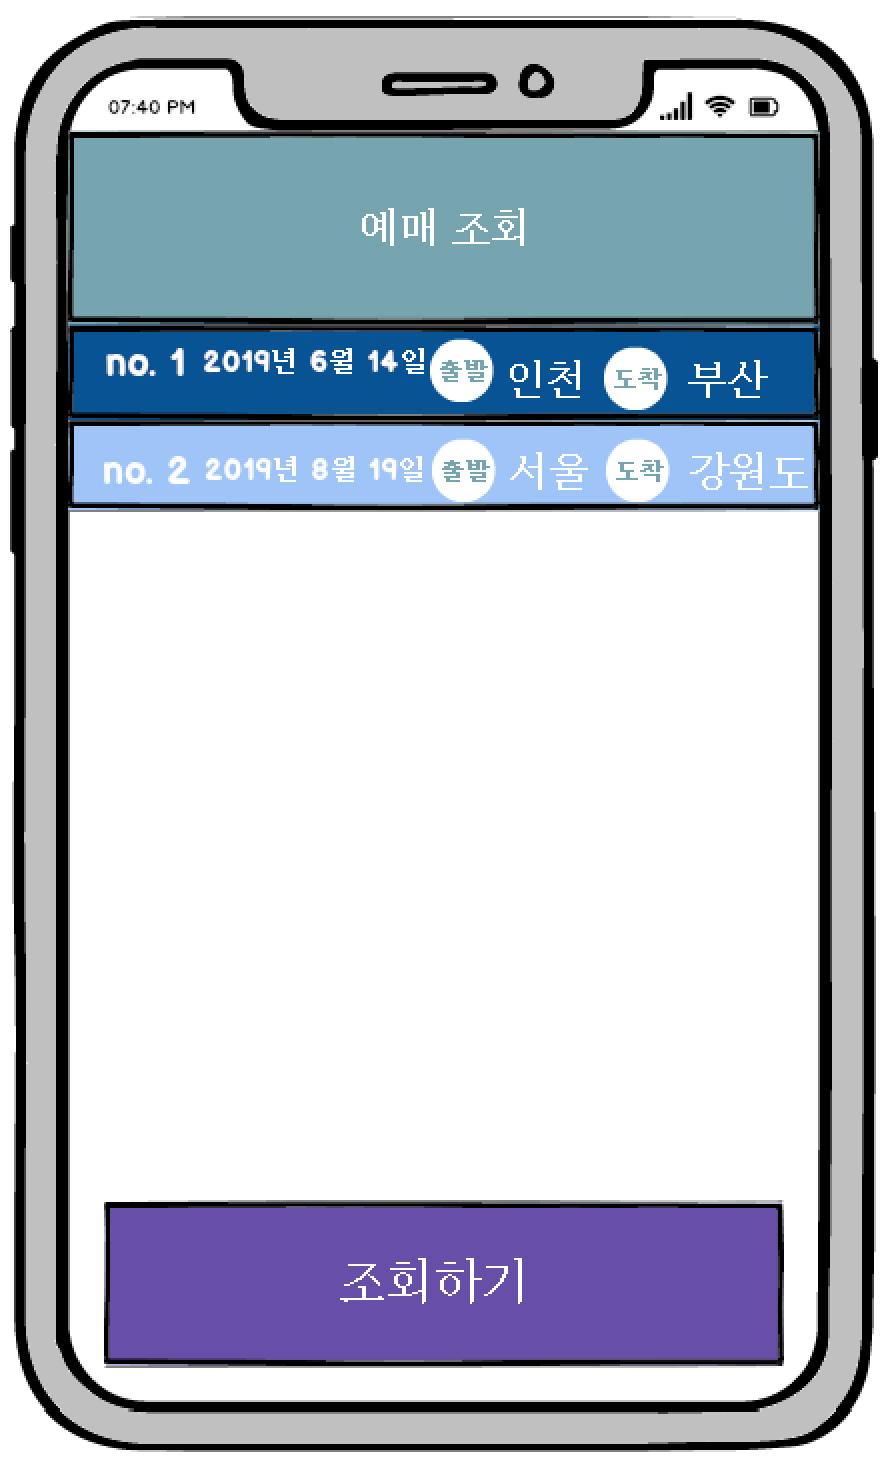 07:40 PM
예매 조회
no. 1 2019년 6월 14일 출발 인천 도착 부산
no. 2 2019년 8월 19일 출발 서울 도착 강원도
조회하기